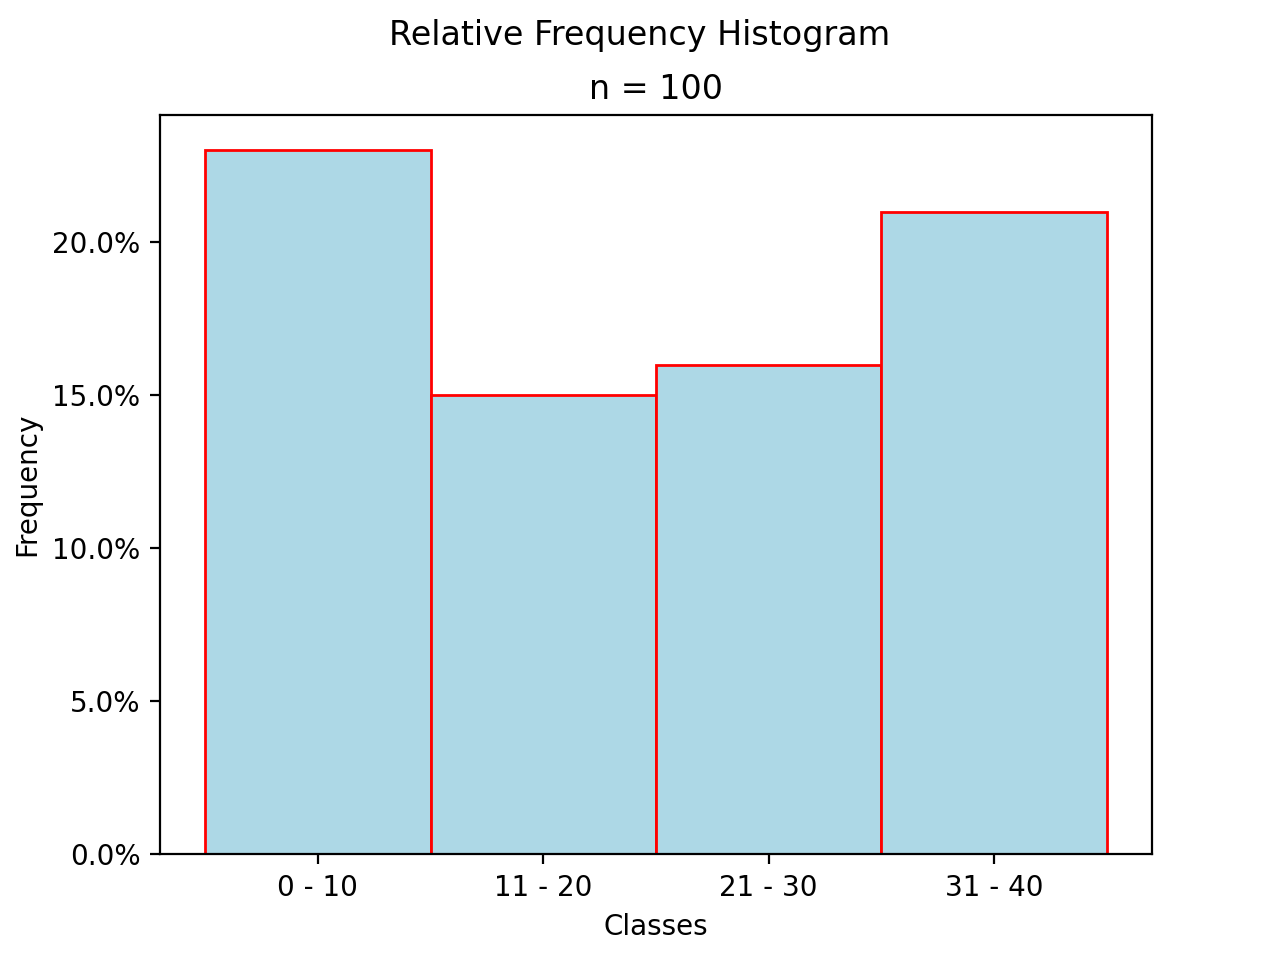 Relative Frequency Histogram
n = 100
20.0%
15.0%
10.0%
5.0%
0.0%
Frequency
0 - 10
11 - 20
21 - 30
31 - 40
Classes